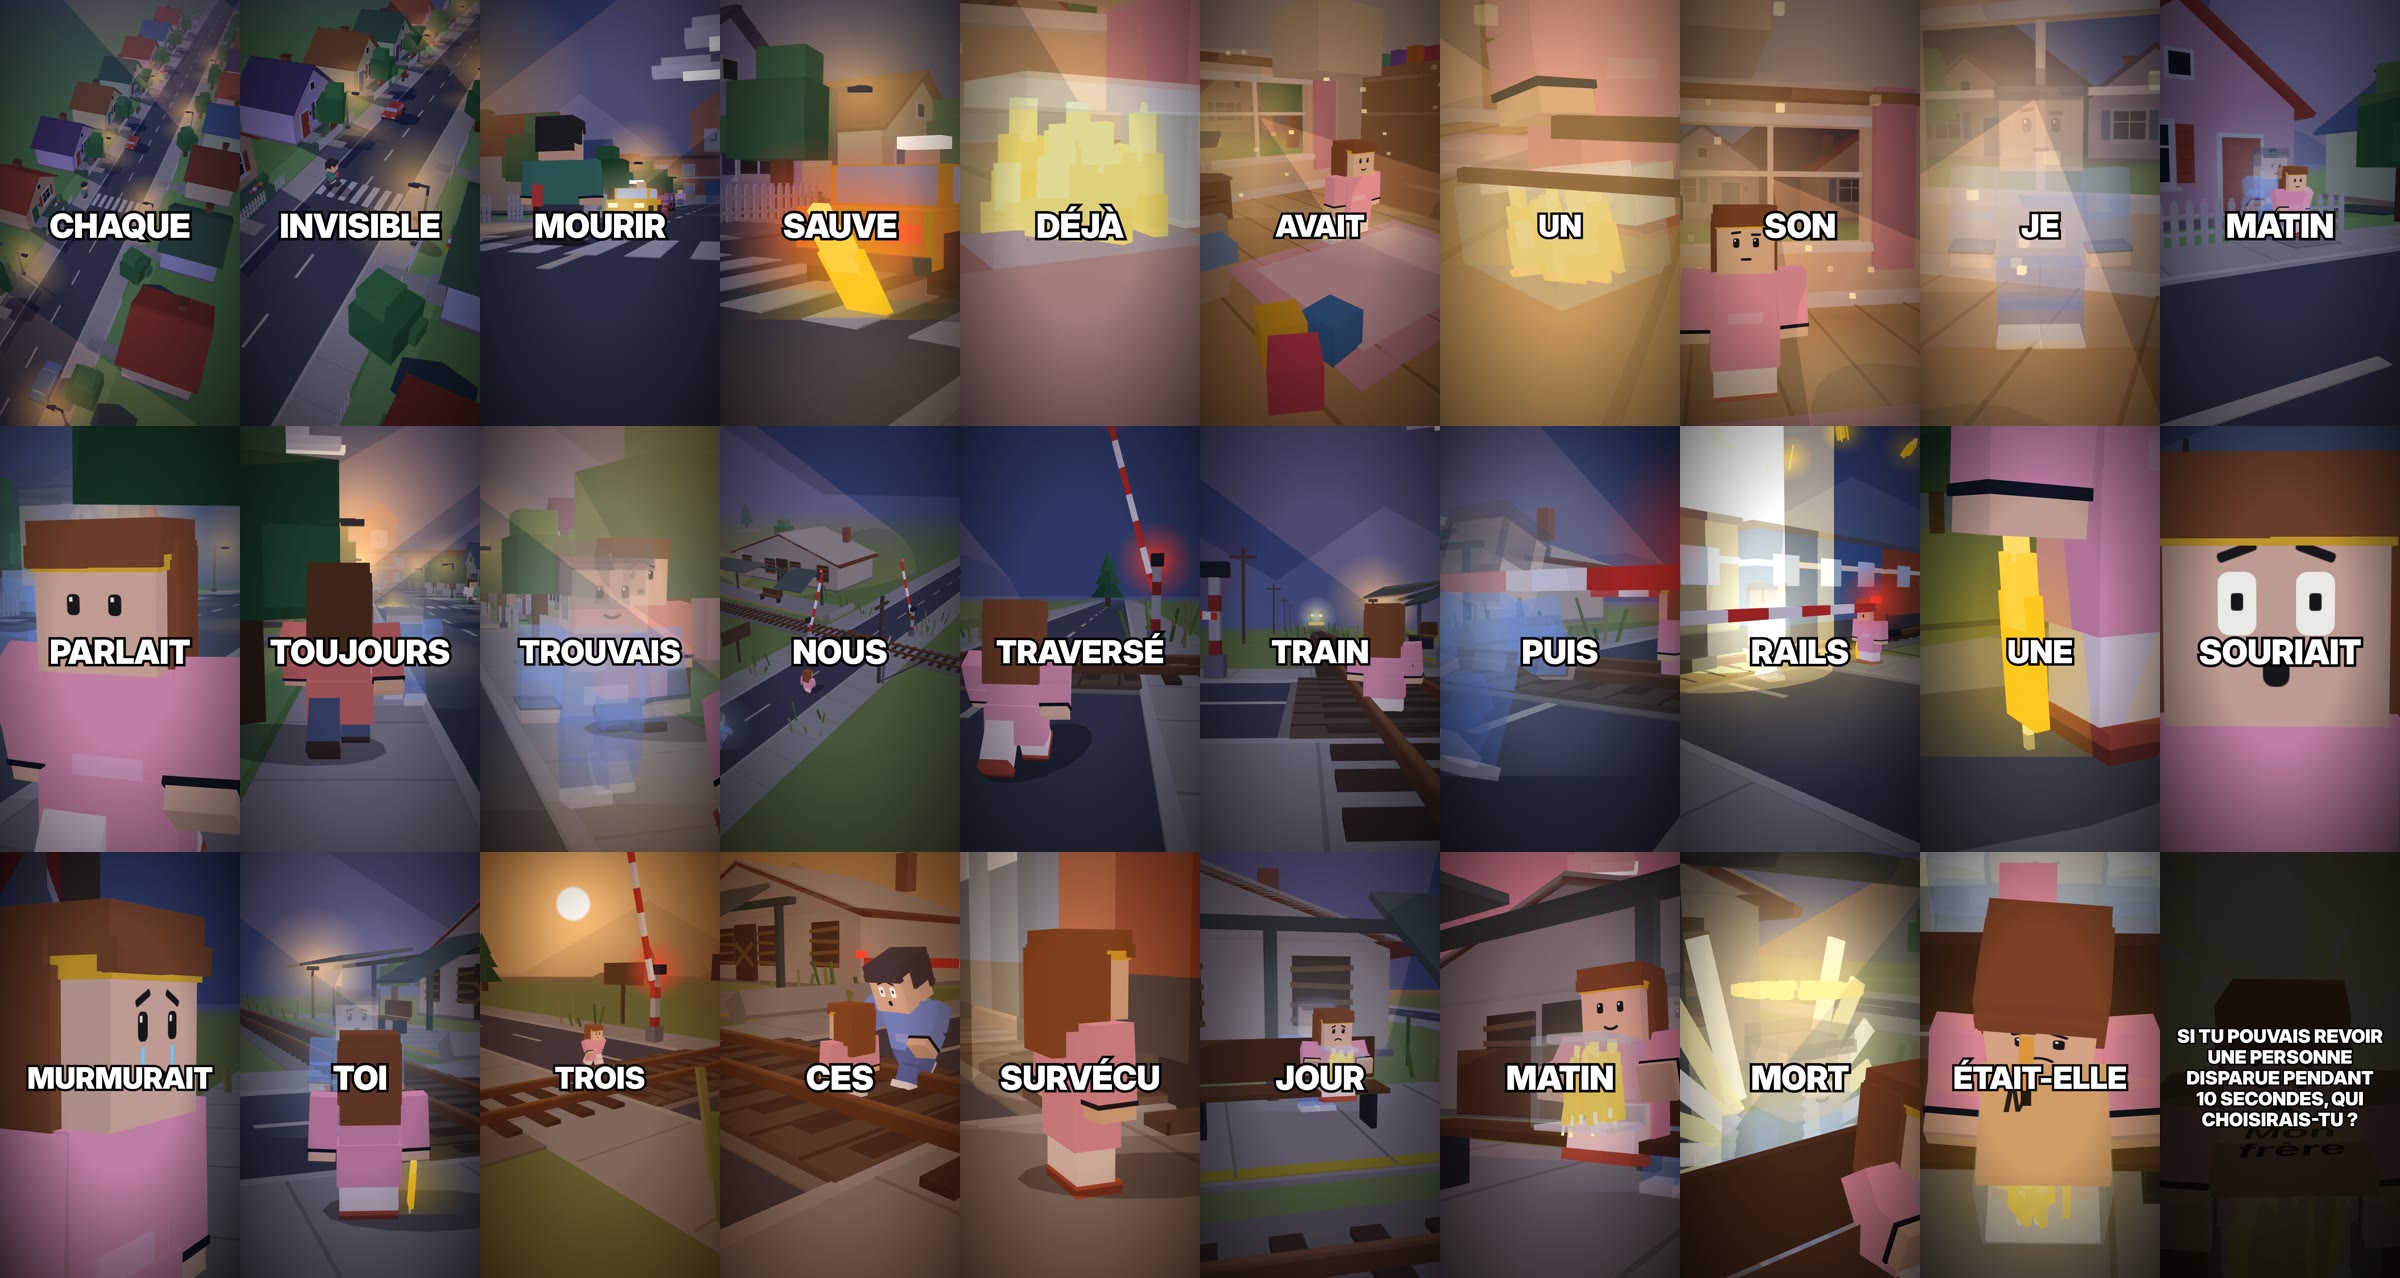 CHAQUE
INVISIBLE
MOURIR
SAUVE
DÉJÀ
AVAIT
UN
SON
JE
MATIN
PARLAIT
TOUJOURS
TROUVAIS
NOUS
TRAVERSÉ
TRAIN
PUIS
RAILS
UNE
SOURIAIT
MURMURAIT
TOI
TROIS
CES
SURVÉCU
JOUR
MATIN
MORT
ÉTAIT-ELLE
SI TU POUVAIS REVOIR
UNE PERSONNE
DISPARUE PENDANT
10 SECONDES, QUI
CHOISIRAIS-TU ?
Mon
frère